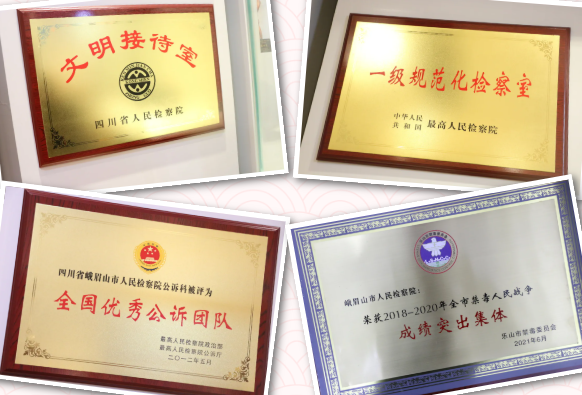 文明接待室
四川省人民检察院
一级规范化检察室
中华人民
共和国
最高人民检察院
四川省峨眉山市人民检察院公诉科被评为
全国优秀公诉团队
最高人民检察院政治部
最高人民检察院公诉厅
二〇一二年五月
峨眉山市人民检察院：
荣获2018-2020年全市禁毒人民战争
成绩突出集体
乐山市禁毒委员会
2021年6月